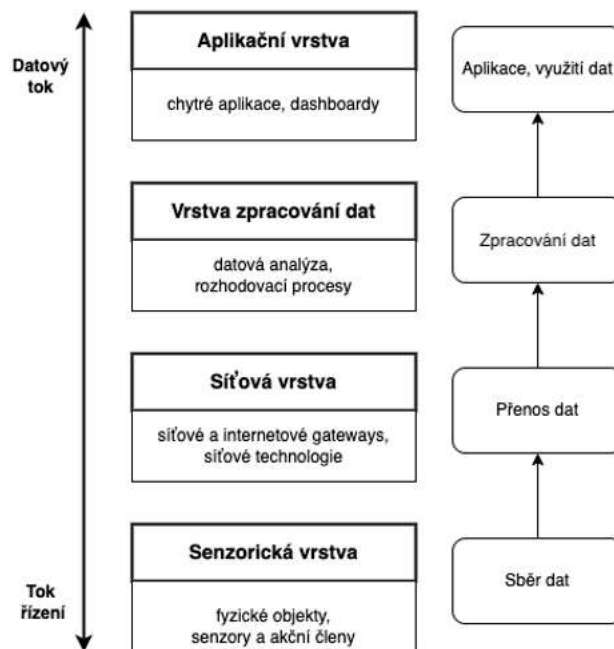 Datový
tok
Aplikační vrstva
chytré aplikace, dashboardy
Aplikace, využití dat
Vrstva zpracování dat
datová analýza,
rozhodovací procesy
Zpracování dat
Síťová vrstva
síťové a internetové gateways,
síťové technologie
Přenos dat
Tok
řízení
Senzorická vrstva
fyzické objekty,
senzory a akční členy
Sběr dat